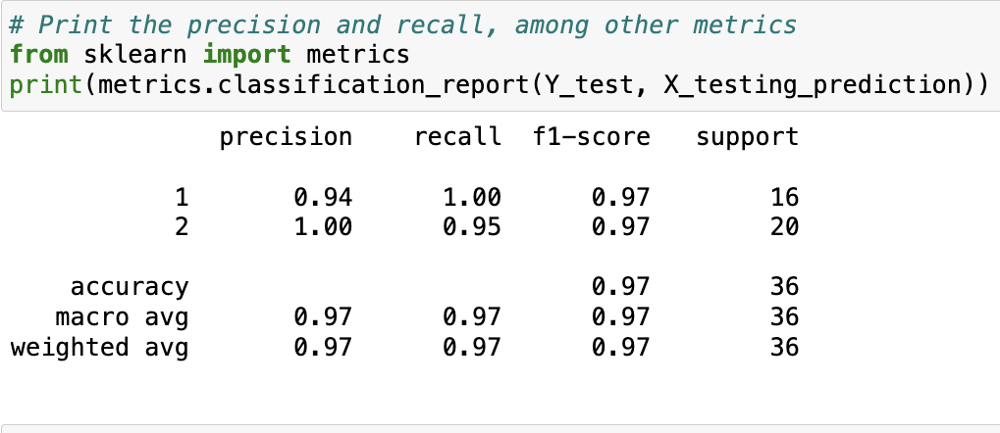 # Print the precision and recall, among other metrics
from sklearn import metrics
print(metrics.classification_report(Y_test, X_testing_prediction))
precision recall f1-score support
1 0.94 1.00 0.97 16
2 1.00 0.95 0.97 20
accuracy 0.97 36
macro avg 0.97 0.97 0.97 36
weighted avg 0.97 0.97 0.97 36